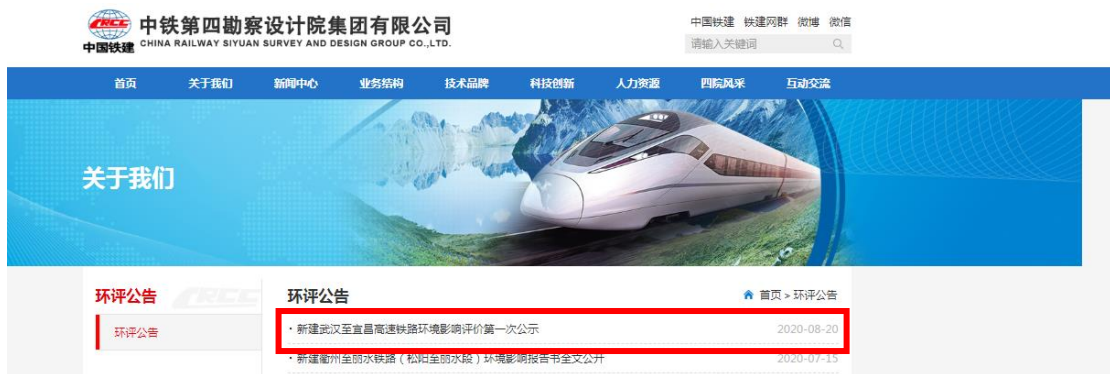 中铁第四勘察设计院集团有限公司
中国铁建 CHINA RAILWAY SIYUAN SURVEY AND DESIGN GROUP CO.,LTD.
中国铁建 铁建网群 微博 微信
请输入关键词
首页 关于我们 新闻中心 业务结构 技术品牌 科技创新 人力资源 四院风采 互动交流
关于我们
环评公告
环评公告
环评公告
首页 > 环评公告
· 新建武汉至宜昌高速铁路环境影响评价第一次公示 2020-08-20
· 新建衢州至丽水铁路（松阳至丽水段）环境影响报告书全文公开 2020-07-15